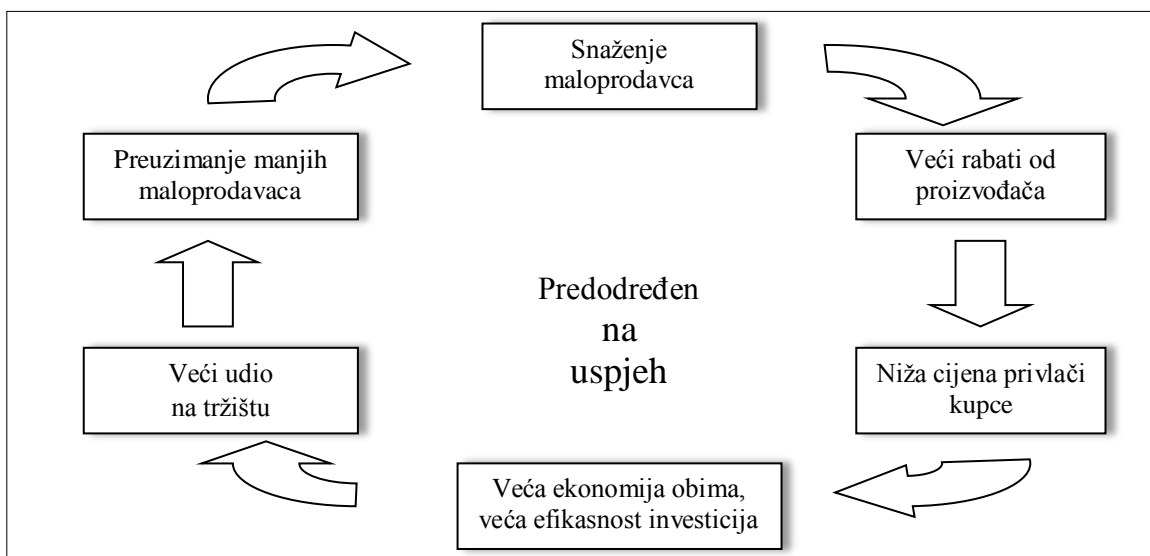 Snaženje
maloprodavca
Preuzimanje manjih
maloprodavaca
Veći rabati od
proizvođača
Predodređen
na
uspjeh
Veći udio
na tržištu
Niža cijena privlači
kupce
Veća ekonomija obima,
veća efikasnost investicija